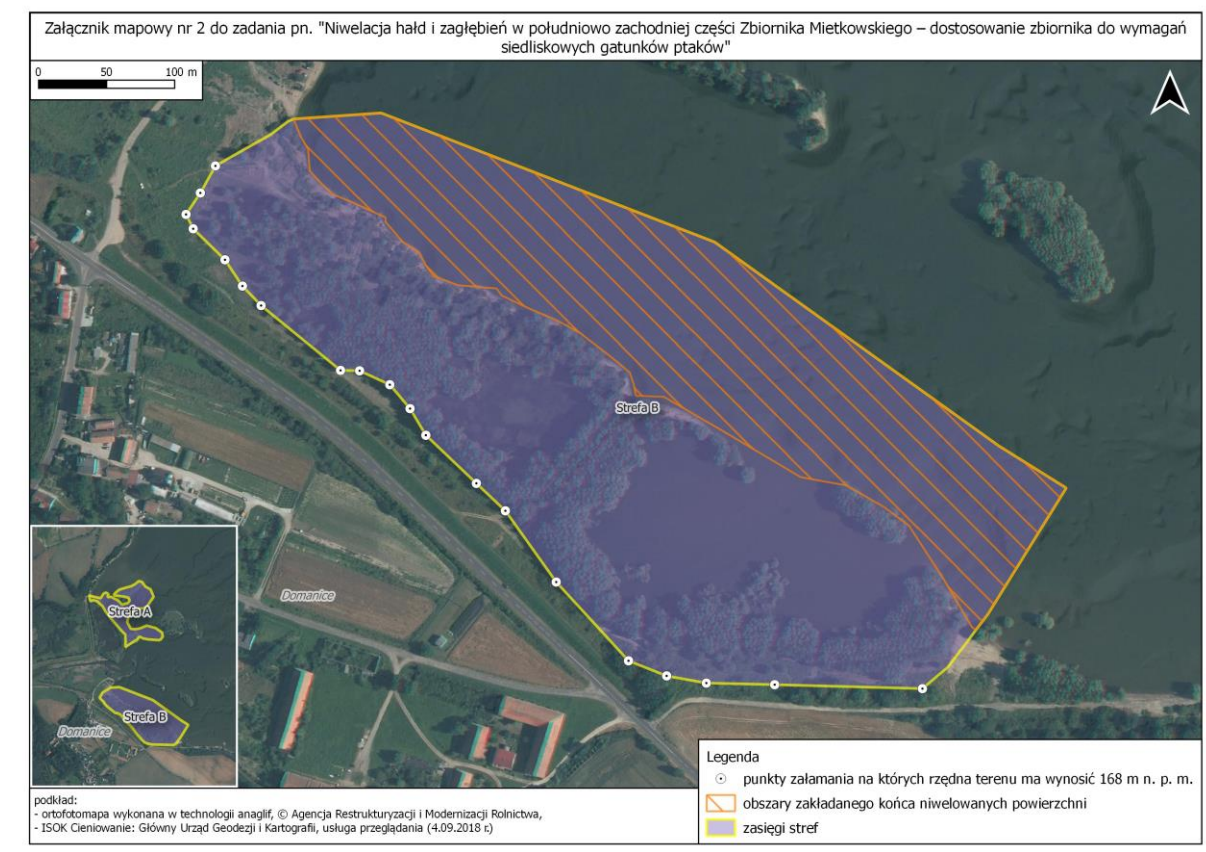 Załącznik mapowy nr 2 do zadania pn. "Niwelacja hałd i zagłębień w południowo zachodniej części Zbiornika Mietkowskiego – dostosowanie zbiornika do wymagań
siedliskowych gatunków ptaków"
0 50 100 m
Strefa B
Domanice
Strefa A
Strefa B
Domanice
Legenda
punkty załamania na których rzędna terenu ma wynosić 168 m n. p. m.
obszary zakładanego końca niwelowanych powierzchni
zasięgi stref
podkład:
- ortofotomapa wykonana w technologii anaglif, © Agencja Restrukturyzacji i Modernizacji Rolnictwa,
- ISOK Cieniowanie: Główny Urząd Geodezji i Kartografii, usługa przeglądania (4.09.2018 r.)